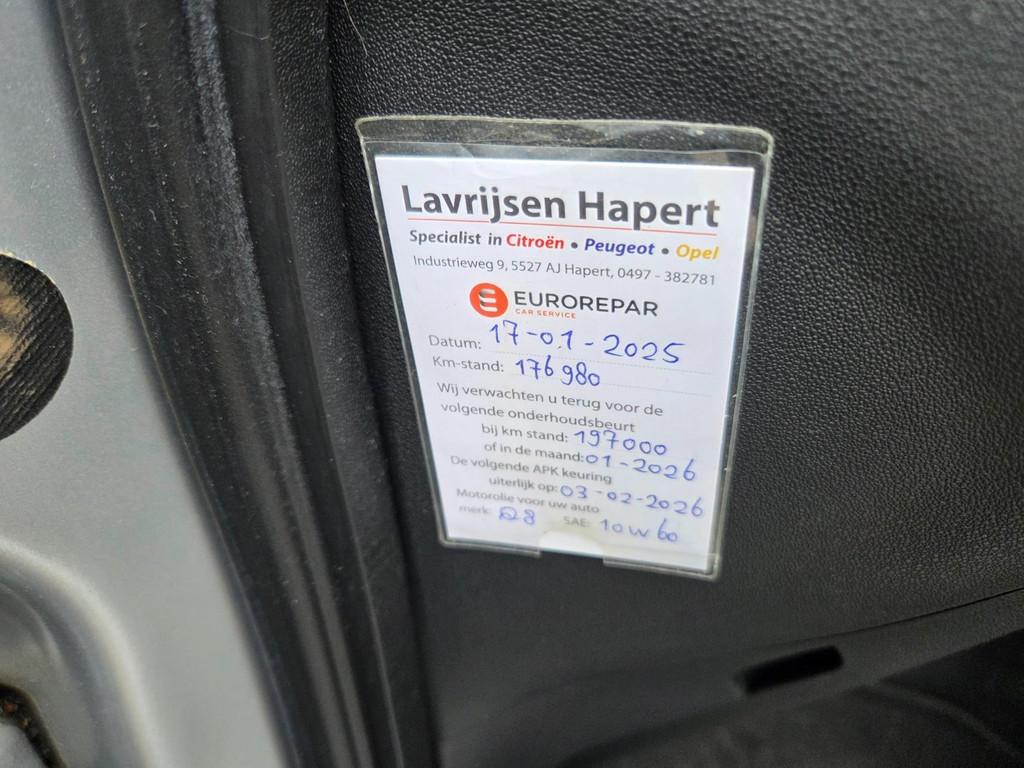 Lavrijsen Hapert
Specialist in Citroën • Peugeot • Opel
Industrieweg 9, 5527 AJ Hapert, 0497 - 382781
EUROREPAR
CAR SERVICE
Datum: 17-01-2025
Km-stand: 176980
Wij verwachten u terug voor de
volgende onderhoudsbeurt
bij km stand: 197000
of in de maand: 01-2026
De volgende APK keuring
uiterlijk op: 03-02-2026
Motorolie voor uw auto
merk: Q8 SAE: 10w60